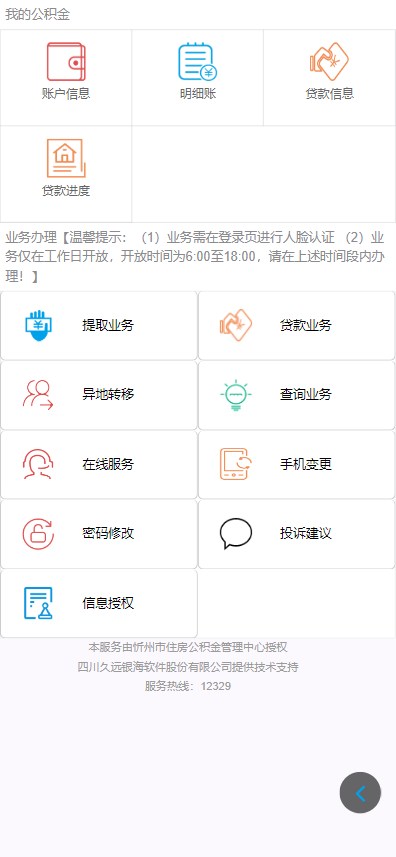 我的公积金
账户信息
明细账
贷款信息
贷款进度
业务办理【温馨提示：（1）业务需在登录页进行人脸认证 （2）业
务仅在工作日开放，开放时间为6:00至18:00，请在上述时间段内办
理！】
提取业务
贷款业务
异地转移
查询业务
在线服务
手机变更
密码修改
投诉建议
信息授权
本服务由忻州市住房公积金管理中心授权
四川久远银海软件股份有限公司提供技术支持
服务热线：12329